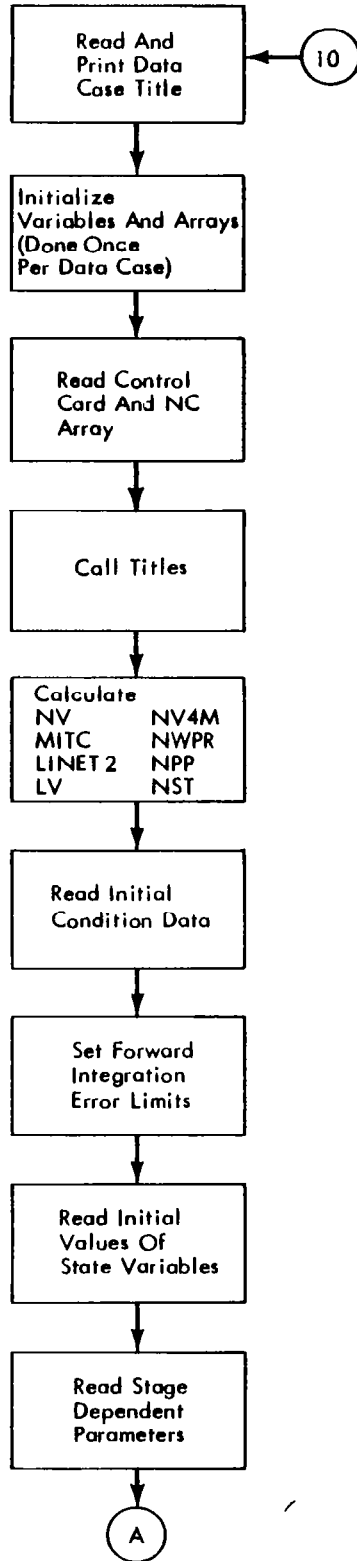 Read And
Print Data
Case Title
10
Initialize
Variables And Arrays
(Done Once
Per Data Case)
Read Control
Card And NC
Array
Call Titles
Calculate
NV NV4M
MITC NWPR
LINET 2 NPP
LV NST
Read Initial
Condition Data
Set Forward
Integration
Error Limits
Read Initial
Values Of
State Variables
Read Stage
Dependent
Parameters
A